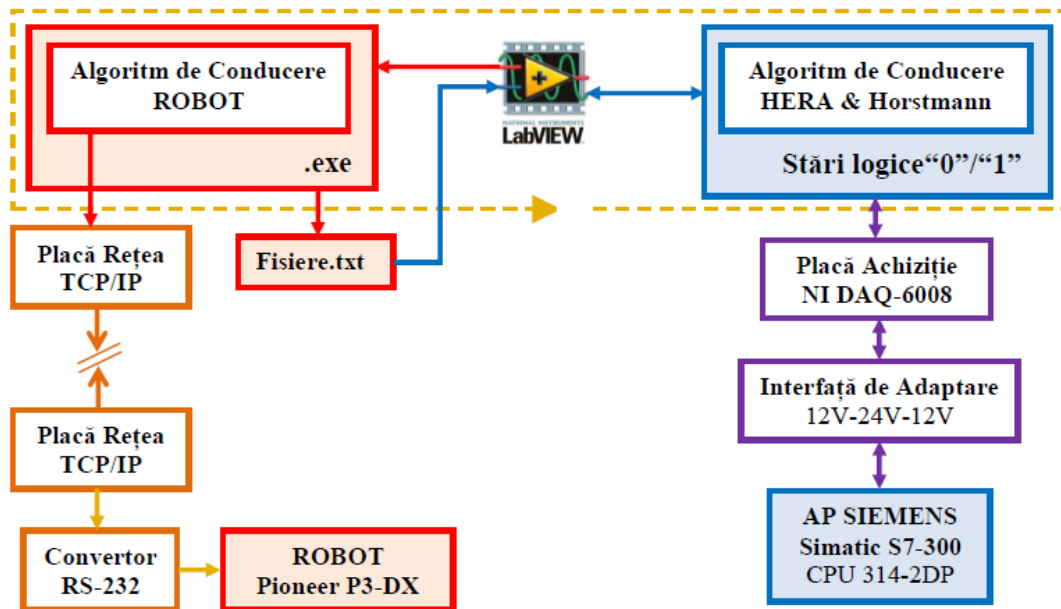 Algoritm de Conducere
ROBOT
.exe
NATIONAL INSTRUMENTS
LabVIEW
Algoritm de Conducere
HERA & Horstmann
Stări logice“0”/“1”
Placă Rețea
TCP/IP
Fisiere.txt
Placă Achiziție
NI DAQ-6008
Interfață de Adaptare
12V-24V-12V
Placă Rețea
TCP/IP
Convertor
RS-232
ROBOT
Pioneer P3-DX
AP SIEMENS
Simatic S7-300
CPU 314-2DP